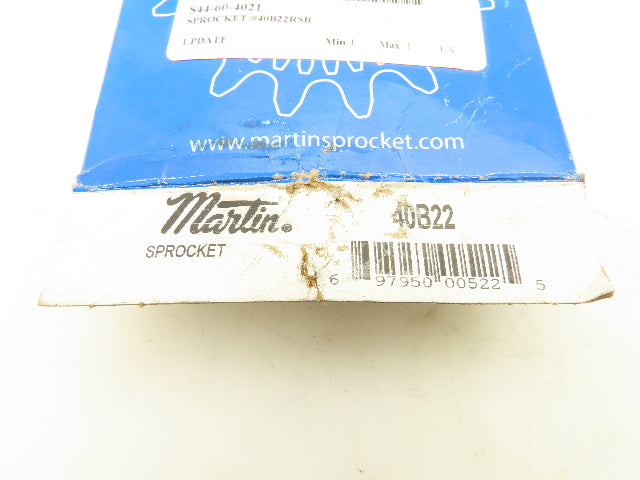 S44-60-4021
SPROCKET #40B22RSB
UPDATE Min 1 Max 1 EA
www.martinsprocket.com
Martin®
40B22
SPROCKET
6 97950 00522 5